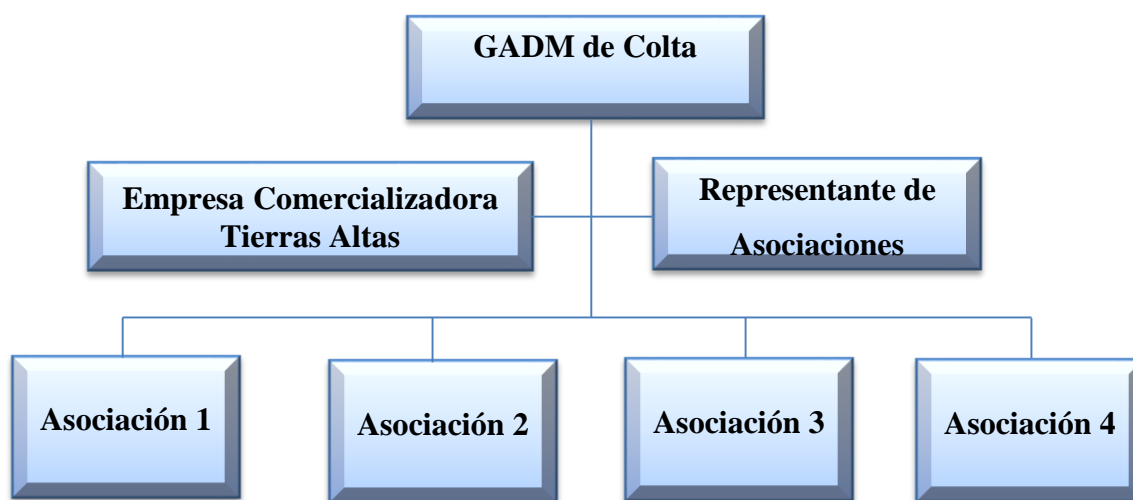 GADM de Colta
Empresa Comercializadora
Tierras Altas
Representante de
Asociaciones
Asociación 1
Asociación 2
Asociación 3
Asociación 4